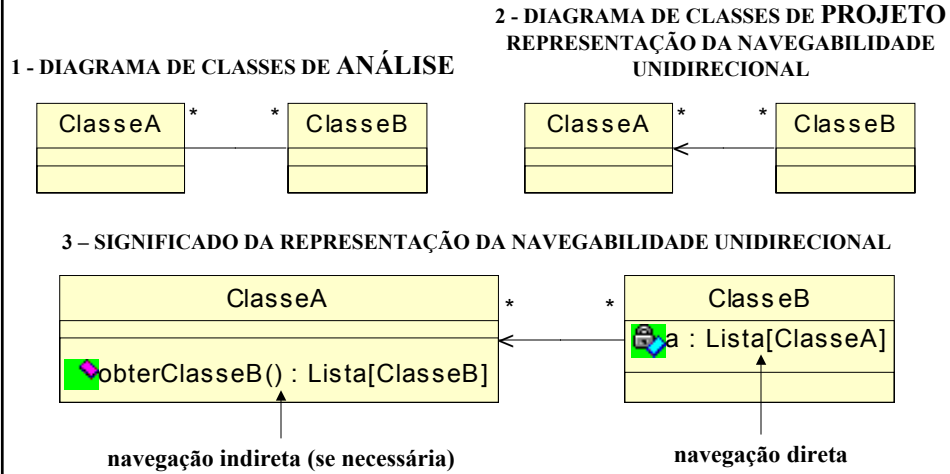 1 - DIAGRAMA DE CLASSES DE ANÁLISE
ClasseA * * ClasseB
2 - DIAGRAMA DE CLASSES DE PROJETO
REPRESENTAÇÃO DA NAVEGABILIDADE
UNIDIRECIONAL
ClasseA * * ClasseB
3 – SIGNIFICADO DA REPRESENTAÇÃO DA NAVEGABILIDADE UNIDIRECIONAL
ClasseA * * ClasseB
a : Lista[ClasseA]
obterClasseB() : Lista[ClasseB]
navegação indireta (se necessária)
navegação direta